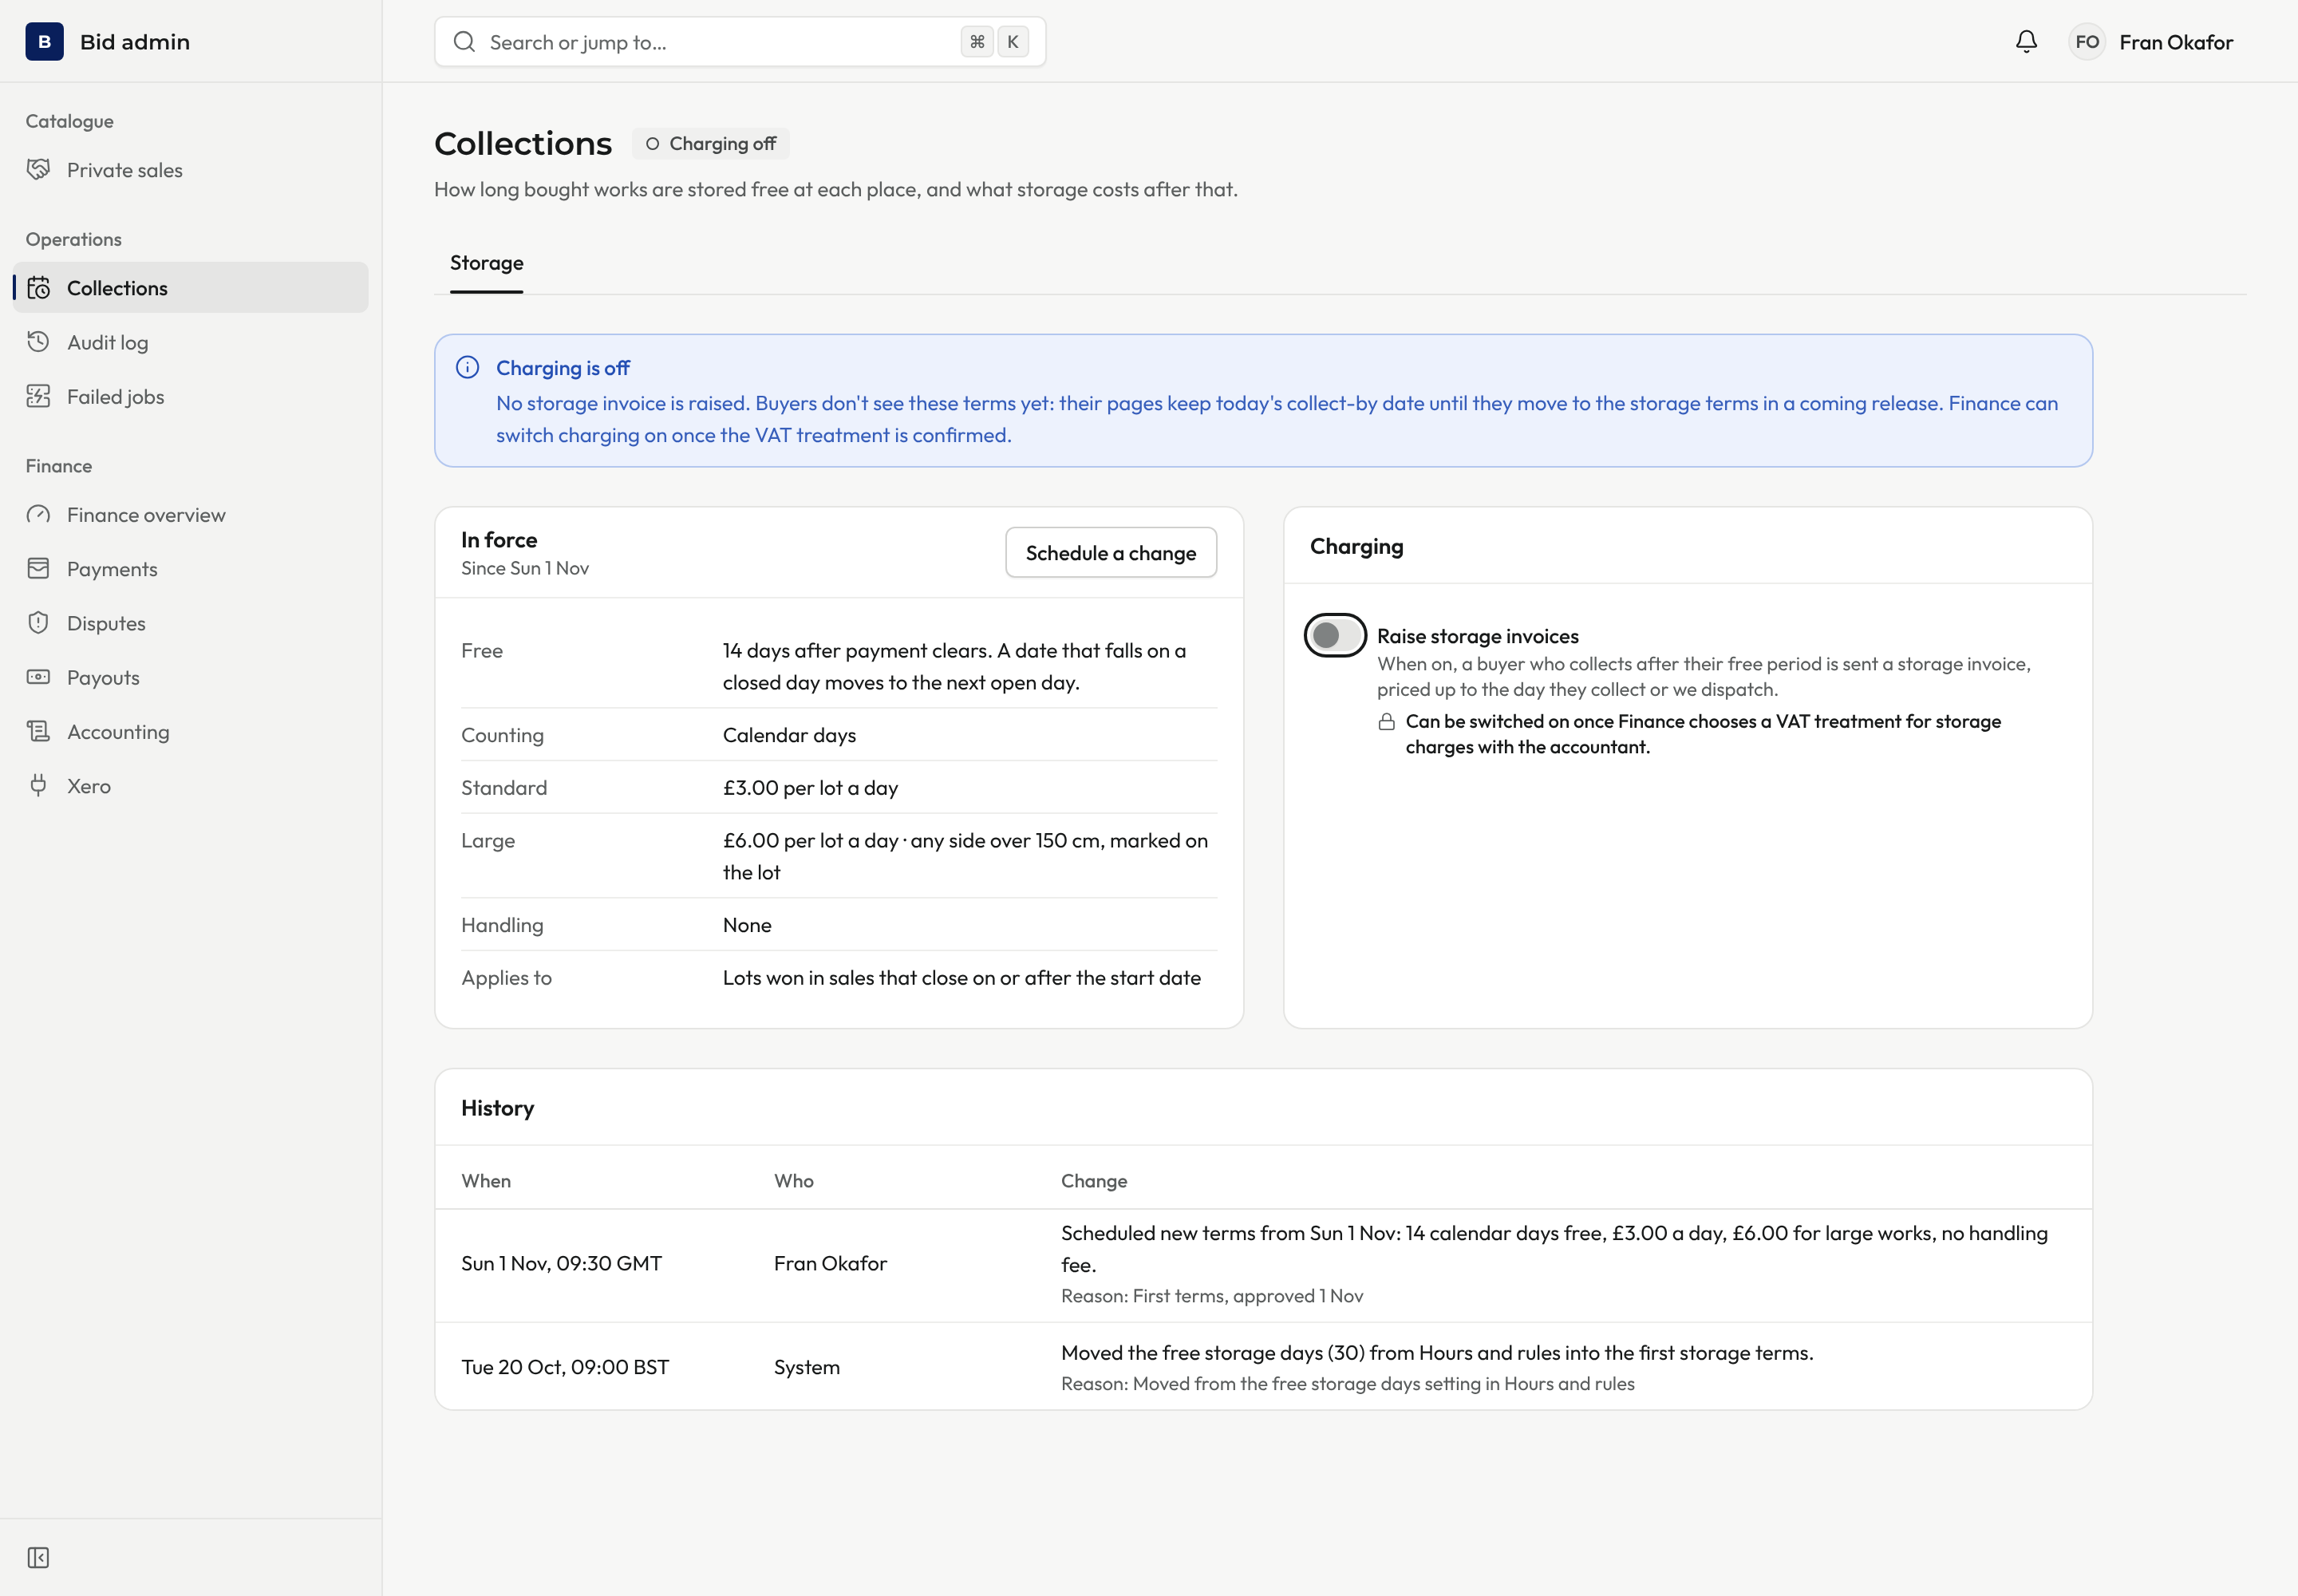 B Bid admin
Search or jump to...
⌘ K
FO Fran Okafor
Catalogue
Private sales
Operations
Collections
Audit log
Failed jobs
Finance
Finance overview
Payments
Disputes
Payouts
Accounting
Xero
Collections
Charging off
How long bought works are stored free at each place, and what storage costs after that.
Storage
Charging is off
No storage invoice is raised. Buyers don't see these terms yet: their pages keep today's collect-by date until they move to the storage terms in a coming release. Finance can
switch charging on once the VAT treatment is confirmed.
In force
Since Sun 1 Nov
Schedule a change
Free
14 days after payment clears. A date that falls on a
closed day moves to the next open day.
Counting
Calendar days
Standard
£3.00 per lot a day
Large
£6.00 per lot a day · any side over 150 cm, marked on
the lot
Handling
None
Applies to
Lots won in sales that close on or after the start date
Charging
Raise storage invoices
When on, a buyer who collects after their free period is sent a storage invoice,
priced up to the day they collect or we dispatch.
Can be switched on once Finance chooses a VAT treatment for storage
charges with the accountant.
History
When Who Change
Sun 1 Nov, 09:30 GMT
Fran Okafor
Scheduled new terms from Sun 1 Nov: 14 calendar days free, £3.00 a day, £6.00 for large works, no handling
fee.
Reason: First terms, approved 1 Nov
Tue 20 Oct, 09:00 BST
System
Moved the free storage days (30) from Hours and rules into the first storage terms.
Reason: Moved from the free storage days setting in Hours and rules